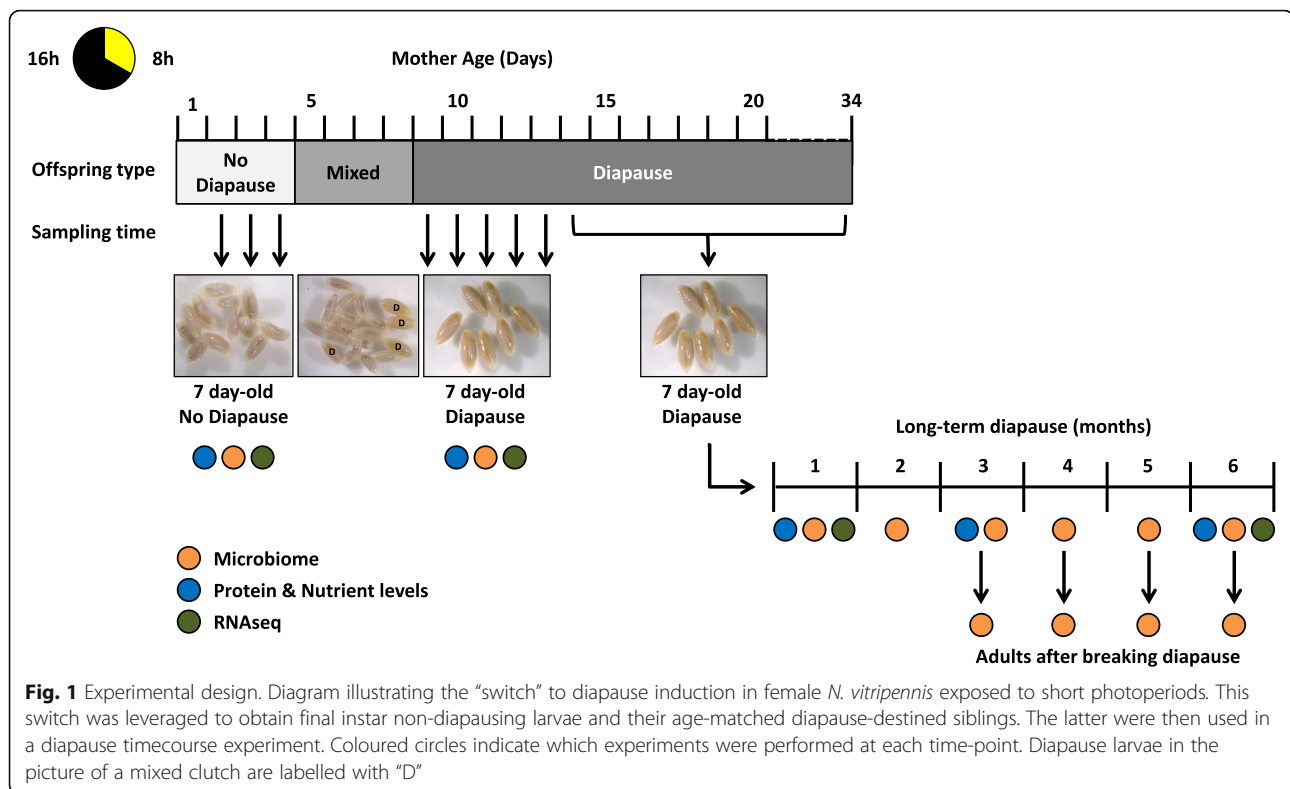 16h 8h
Mother Age (Days)
1 5 10 15 20 34
Offspring type
No Diapause
Mixed
Diapause
Sampling time
D
D
D
D
7 day-old
No Diapause
7 day-old
Diapause
7 day-old
Diapause
Long-term diapause (months)
1 2 3 4 5 6
Microbiome
Protein & Nutrient levels
RNAseq
Adults after breaking diapause
Fig. 1 Experimental design. Diagram illustrating the “switch” to diapause induction in female N. vitripennis exposed to short photoperiods. This
switch was leveraged to obtain final instar non-diapausing larvae and their age-matched diapause-destined siblings. The latter were then used in
a diapause timecourse experiment. Coloured circles indicate which experiments were performed at each time-point. Diapause larvae in the
picture of a mixed clutch are labelled with “D”